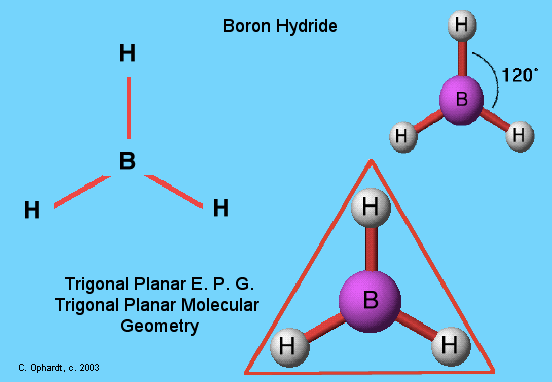 Boron Hydride
H
B
H
H
H
120°
B
H
H
H
B
H
H
Trigonal Planar E. P. G.
Trigonal Planar Molecular
Geometry
C. Ophardt, c. 2003